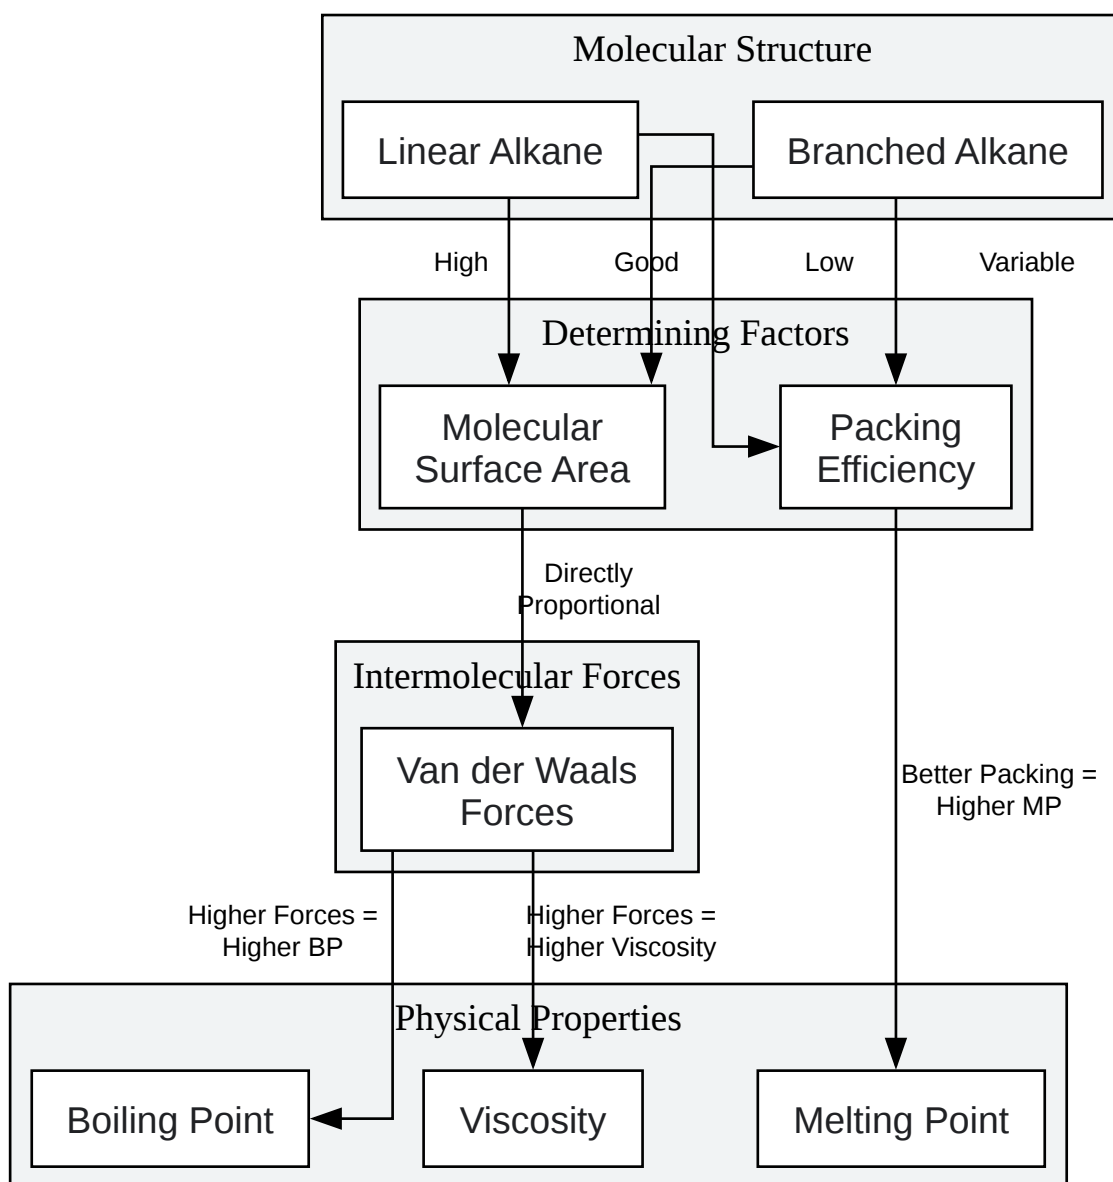 Molecular Structure
Linear Alkane
Branched Alkane
High
Good
Low
Variable
Determining Factors
Molecular
Surface Area
Packing
Efficiency
Directly
Proportional
Intermolecular Forces
Van der Waals
Forces
Better Packing =
Higher MP
Higher Forces =
Higher BP
Higher Forces =
Higher Viscosity
Physical Properties
Boiling Point
Viscosity
Melting Point